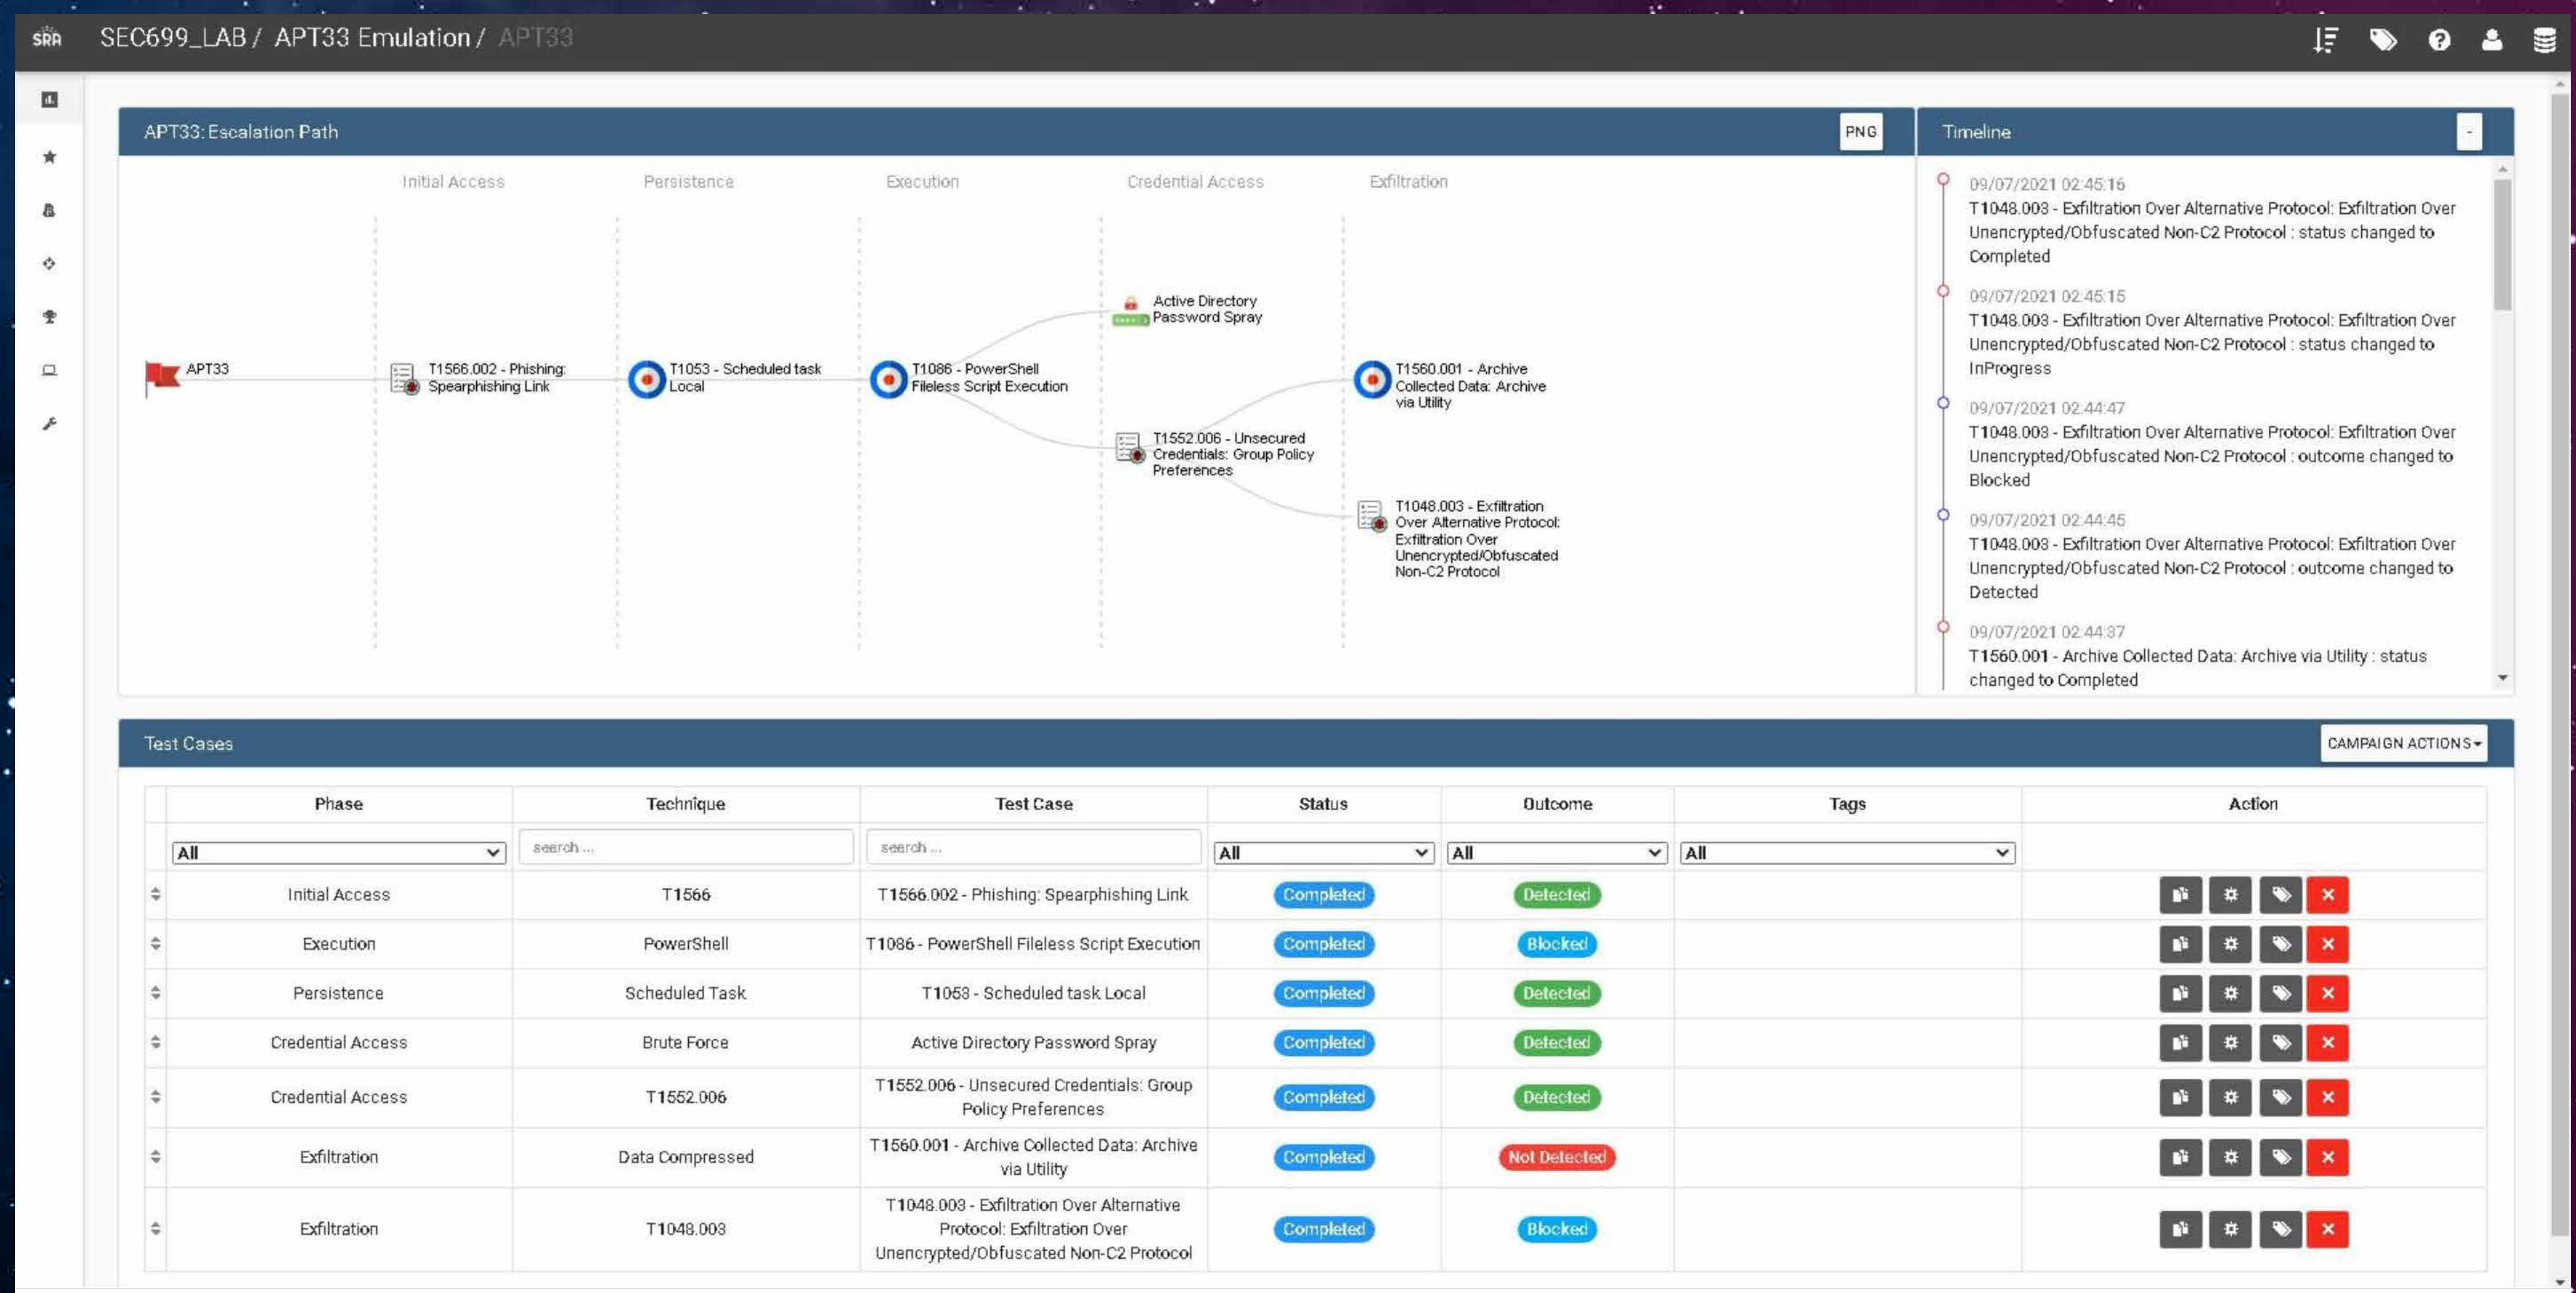 SRA
SEC699_LAB / APT33 Emulation / APT33
APT33: Escalation Path
PNG
Initial Access
Persistence
Execution
Credential Access
Exfiltration
APT33
T1566.002 - Phishing:
Spearphishing Link
T1053 - Scheduled task
Local
T1086 - PowerShell
Fileless Script Execution
Active Directory
Password Spray
T1552.006 - Unsecured
Credentials: Group Policy
Preferences
T1560.001 - Archive
Collected Data: Archive
via Utility
T1048.003 - Exfiltration
Over Alternative Protocol:
Exfiltration Over
Unencrypted/Obfuscated
Non-C2 Protocol
Timeline
-
09/07/2021 02:45:16
T1048.003 - Exfiltration Over Alternative Protocol: Exfiltration Over
Unencrypted/Obfuscated Non-C2 Protocol : status changed to
Completed
09/07/2021 02:45:15
T1048.003 - Exfiltration Over Alternative Protocol: Exfiltration Over
Unencrypted/Obfuscated Non-C2 Protocol : status changed to
InProgress
09/07/2021 02:44:47
T1048.003 - Exfiltration Over Alternative Protocol: Exfiltration Over
Unencrypted/Obfuscated Non-C2 Protocol : outcome changed to
Blocked
09/07/2021 02:44:45
T1048.003 - Exfiltration Over Alternative Protocol: Exfiltration Over
Unencrypted/Obfuscated Non-C2 Protocol : outcome changed to
Detected
09/07/2021 02:44:37
T1560.001 - Archive Collected Data: Archive via Utility : status
changed to Completed
Test Cases
CAMPAIGN ACTIONS
Phase Technique Test Case Status Outcome Tags Action
All search ... search ... All All All
Initial Access T1566 T1566.002 - Phishing: Spearphishing Link Completed Detected
Execution PowerShell T1086 - PowerShell Fileless Script Execution Completed Blocked
Persistence Scheduled Task T1053 - Scheduled task Local Completed Detected
Credential Access Brute Force Active Directory Password Spray Completed Detected
Credential Access T1552.006 T1552.006 - Unsecured Credentials: Group
Policy Preferences Completed Detected
Exfiltration Data Compressed T1560.001 - Archive Collected Data: Archive
via Utility Completed Not Detected
Exfiltration T1048.003 T1048.003 - Exfiltration Over Alternative
Protocol: Exfiltration Over
Unencrypted/Obfuscated Non-C2 Protocol Completed Blocked